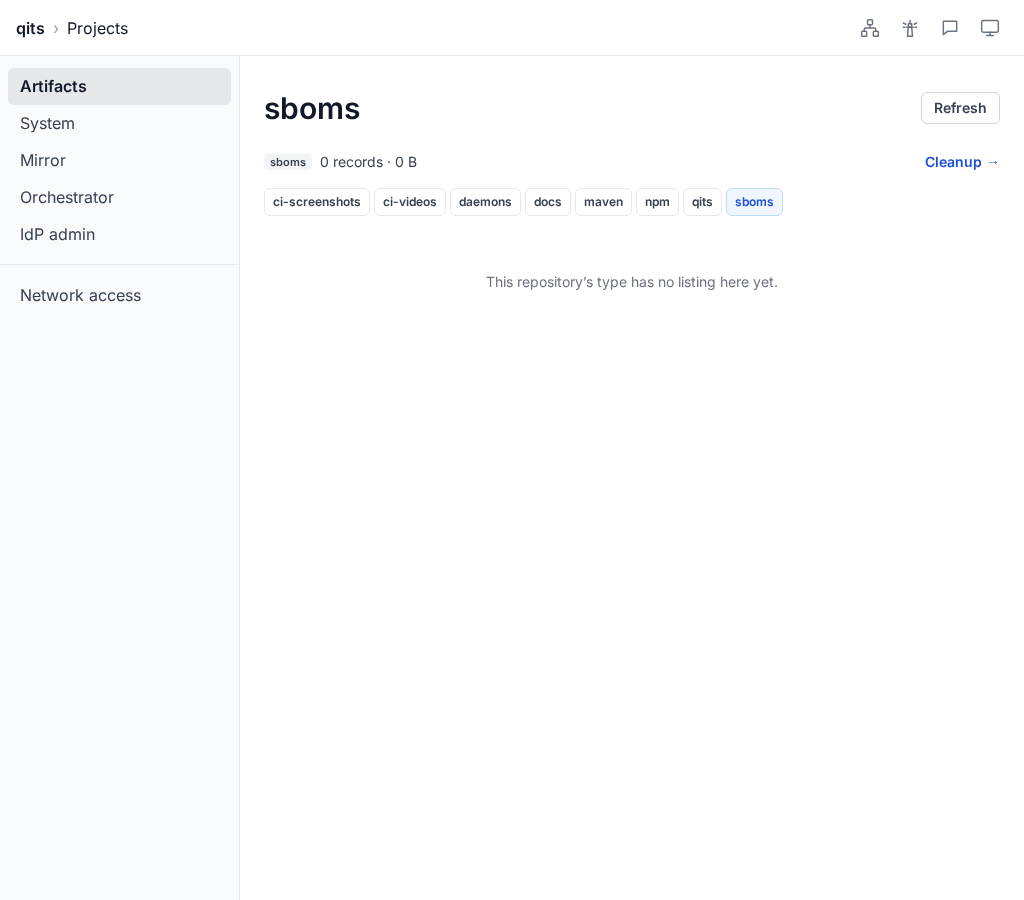 qits › Projects
Artifacts
System
Mirror
Orchestrator
IdP admin
Network access
sboms
Refresh
sboms 0 records · 0 B
Cleanup →
ci-screenshots ci-videos daemons docs maven npm qits sboms
This repository’s type has no listing here yet.